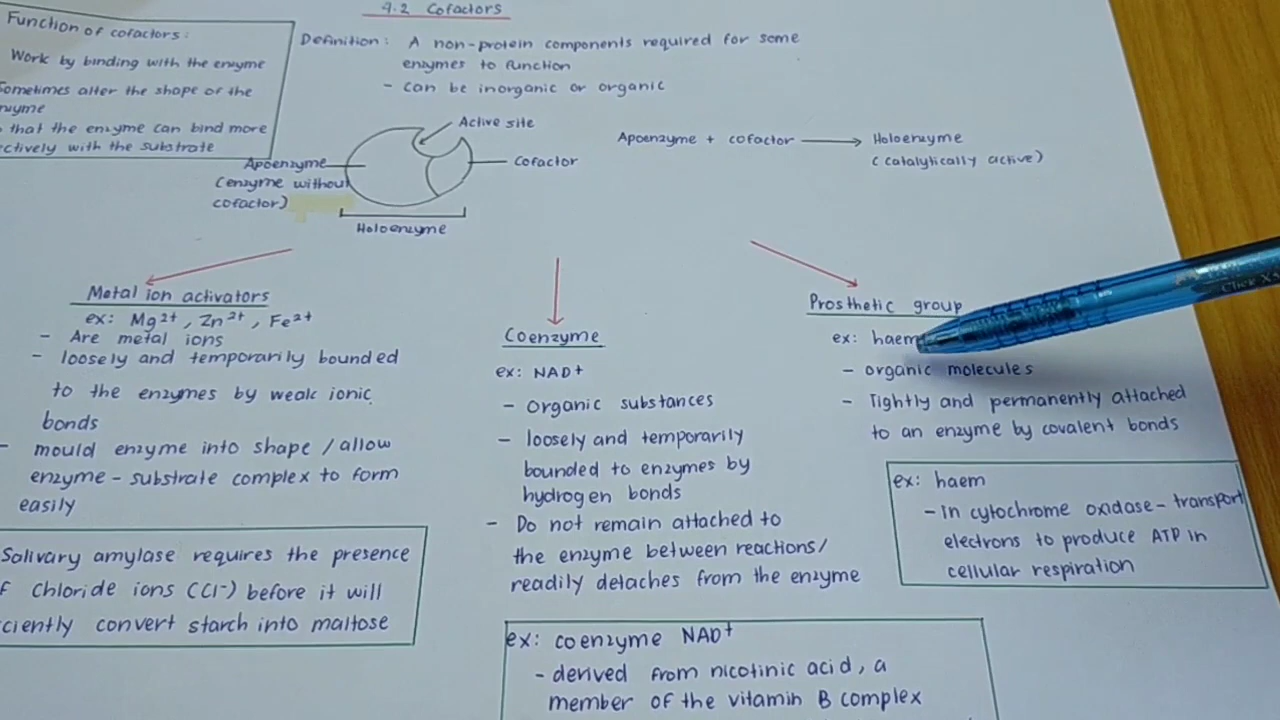 9.2 Cofactors
Function of cofactors:
Work by binding with the enzyme
Sometimes alter the shape of the
that the enzyme can bind more
with the substrate
Definition: A non-protein components required for some
enzymes to function
- can be inorganic or organic
Active site
Apoenzyme
(enzyme without
cofactor)
Cofactor
Holoenzyme
Apoenzyme + cofactor → Holoenzyme
(catalytically active)
Metal ion activators
ex: Mg²⁺, Zn²⁺, Fe²⁺
- Are metal ions
- loosely and temporarily bounded
to the enzymes by weak ionic
bonds
- mould enzyme into shape / allow
enzyme - substrate complex to form
easily
Salivary amylase requires the presence
chloride ions (Cl⁻) before it will
convert starch into maltose
Coenzyme
ex: NAD⁺
- Organic substances
- loosely and temporarily
bounded to enzymes by
hydrogen bonds
- Do not remain attached to
the enzyme between reactions/
readily detaches from the enzyme
ex: coenzyme NAD⁺
- derived from nicotinic acid, a
member of the vitamin B complex
Prosthetic group
ex: haem
- organic molecules
- Tightly and permanently attached
to an enzyme by covalent bonds
ex: haem
- In cytochrome oxidase - transport
electrons to produce ATP in
cellular respiration